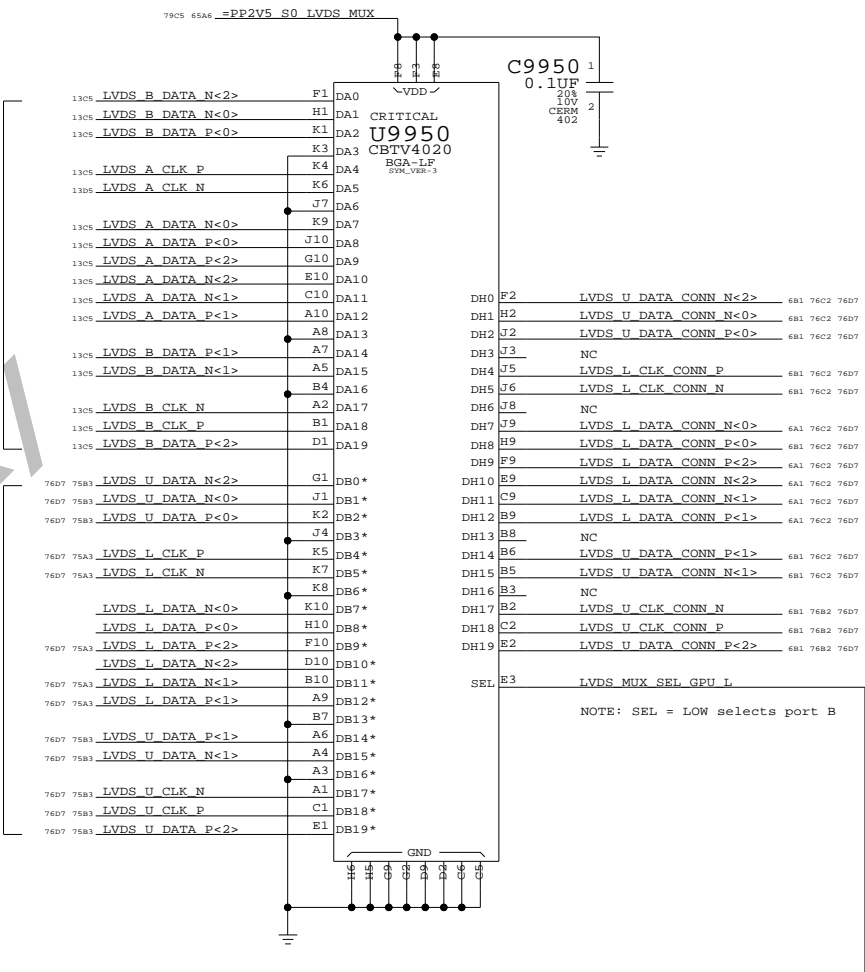 79C5 65A6 =PP2V5_S0_LVDS_MUX
F8 F3 E8
VDD
C9950 1
0.1UF
20%
10V
CERM
402
2
CRITICAL
U9950
CBTV4020
BGA-LF
SYM_VER-3
13C5 LVDS_B_DATA_N<2> F1 DA0
13C5 LVDS_B_DATA_N<0> H1 DA1
13C5 LVDS_B_DATA_P<0> K1 DA2
K3 DA3
13C5 LVDS_A_CLK_P K4 DA4
13D5 LVDS_A_CLK_N K6 DA5
J7 DA6
13C5 LVDS_A_DATA_N<0> K9 DA7
13C5 LVDS_A_DATA_P<0> J10 DA8
13C5 LVDS_A_DATA_P<2> G10 DA9
13C5 LVDS_A_DATA_N<2> E10 DA10
13C5 LVDS_A_DATA_N<1> C10 DA11
13C5 LVDS_A_DATA_P<1> A10 DA12
A8 DA13
13C5 LVDS_B_DATA_P<1> A7 DA14
13C5 LVDS_B_DATA_N<1> A5 DA15
B4 DA16
13C5 LVDS_B_CLK_N A2 DA17
13C5 LVDS_B_CLK_P B1 DA18
13C5 LVDS_B_DATA_P<2> D1 DA19
76D7 75B3 LVDS_U_DATA_N<2> G1 DB0*
76D7 75B3 LVDS_U_DATA_N<0> J1 DB1*
76D7 75B3 LVDS_U_DATA_P<0> K2 DB2*
J4 DB3*
76D7 75A3 LVDS_L_CLK_P K5 DB4*
76D7 75A3 LVDS_L_CLK_N K7 DB5*
K8 DB6*
LVDS_L_DATA_N<0> K10 DB7*
LVDS_L_DATA_P<0> H10 DB8*
76D7 75A3 LVDS_L_DATA_P<2> F10 DB9*
LVDS_L_DATA_N<2> D10 DB10*
76D7 75A3 LVDS_L_DATA_N<1> B10 DB11*
76D7 75A3 LVDS_L_DATA_P<1> A9 DB12*
B7 DB13*
76D7 75B3 LVDS_U_DATA_P<1> A6 DB14*
76D7 75B3 LVDS_U_DATA_N<1> A4 DB15*
A3 DB16*
76D7 75B3 LVDS_U_CLK_N A1 DB17*
76D7 75B3 LVDS_U_CLK_P C1 DB18*
76D7 75B3 LVDS_U_DATA_P<2> E1 DB19*
DH0 F2 LVDS_U_DATA_CONN_N<2> 6B1 76C2 76D7
DH1 H2 LVDS_U_DATA_CONN_N<0> 6B1 76C2 76D7
DH2 J2 LVDS_U_DATA_CONN_P<0> 6B1 76C2 76D7
DH3 J3 NC
DH4 J5 LVDS_L_CLK_CONN_P 6B1 76C2 76D7
DH5 J6 LVDS_L_CLK_CONN_N 6B1 76C2 76D7
DH6 J8 NC
DH7 J9 LVDS_L_DATA_CONN_N<0> 6A1 76C2 76D7
DH8 H9 LVDS_L_DATA_CONN_P<0> 6B1 76C2 76D7
DH9 F9 LVDS_L_DATA_CONN_P<2> 6A1 76C2 76D7
DH10 E9 LVDS_L_DATA_CONN_N<2> 6A1 76C2 76D7
DH11 C9 LVDS_L_DATA_CONN_N<1> 6A1 76C2 76D7
DH12 B9 LVDS_L_DATA_CONN_P<1> 6A1 76C2 76D7
DH13 B8 NC
DH14 B6 LVDS_U_DATA_CONN_P<1> 6B1 76C2 76D7
DH15 B5 LVDS_U_DATA_CONN_N<1> 6B1 76C2 76D7
DH16 B3 NC
DH17 B2 LVDS_U_CLK_CONN_N 6B1 76B2 76D7
DH18 C2 LVDS_U_CLK_CONN_P 6B1 76B2 76D7
DH19 E2 LVDS_U_DATA_CONN_P<2> 6B1 76B2 76D7
SEL E3 LVDS_MUX_SEL_GPU_L
NOTE: SEL = LOW selects port B
GND
H6 H5 G9 G2 D9 D2 C6 C5